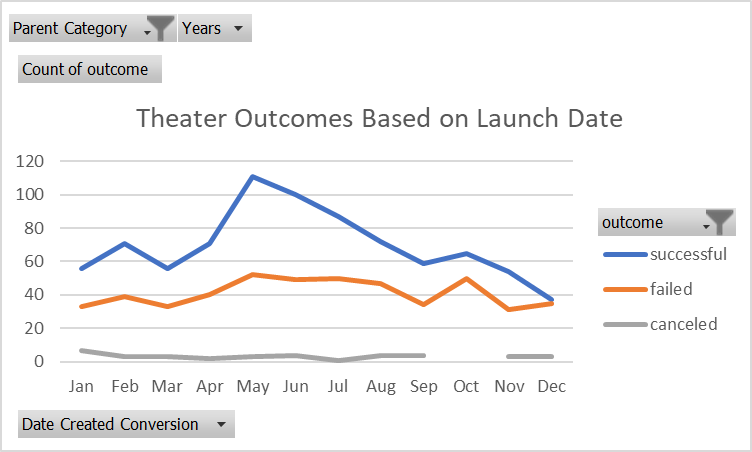 Parent Category Years
Count of outcome
Theater Outcomes Based on Launch Date
120
100
80
60
40
20
0
Jan Feb Mar Apr May Jun Jul Aug Sep Oct Nov Dec
outcome
successful
failed
canceled
Date Created Conversion